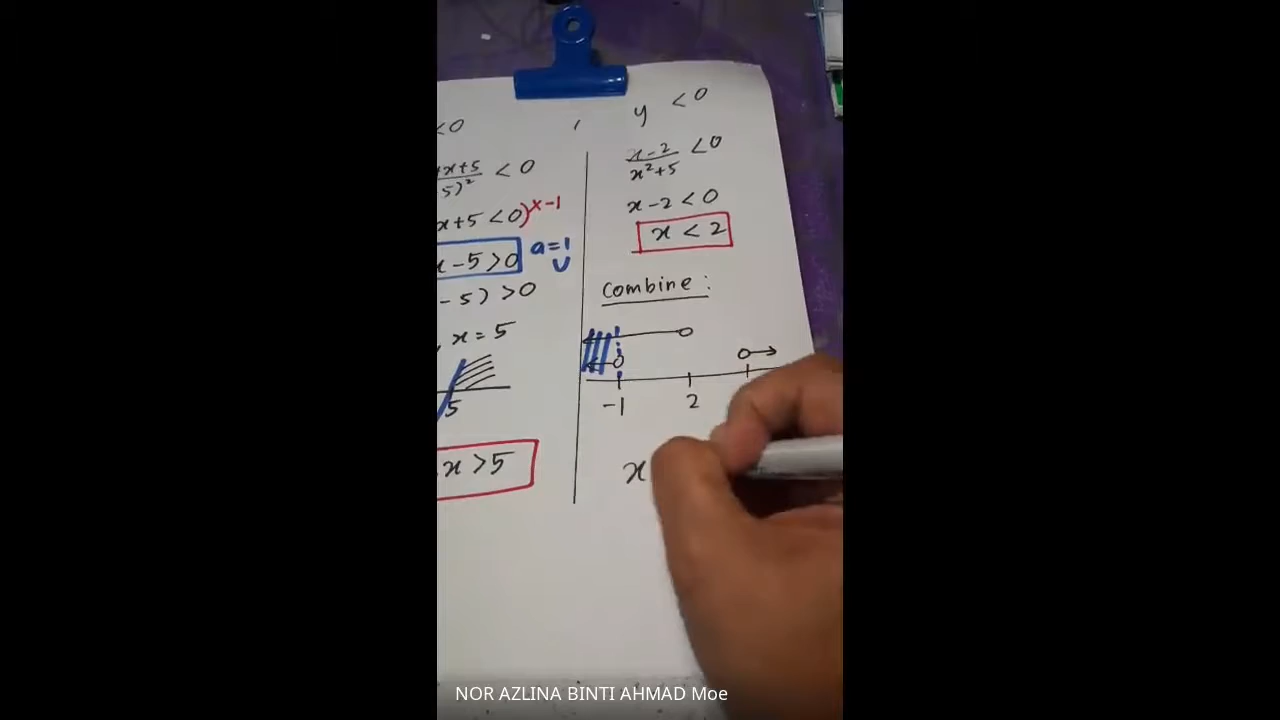 <0
x+5 < 0
5)²
x+5 <0) x-1
x-5>0 a=1
-5) >0
, x = 5
5
x >5
y <0
x-2 <0
x²+5
x-2 <0
x < 2
Combine :
-1 2
x
NOR AZLINA BINTI AHMAD Moe